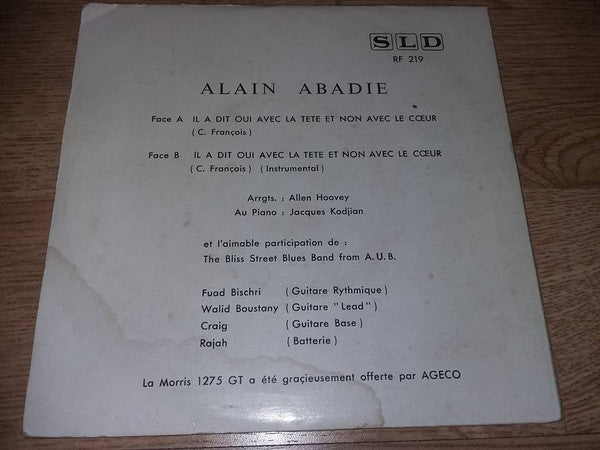 SLD
RF 219
ALAIN ABADIE
Face A IL A DIT OUI AVEC LA TETE ET NON AVEC LE CŒUR
( C. François )
Face B IL A DIT OUI AVEC LA TETE ET NON AVEC LE CŒUR
( C. François ) ( Instrumental )
Arrgts. : Allen Hoovey
Au Piano : Jacques Kodjian
et l'aimable participation de :
The Bliss Street Blues Band from A.U.B.
Fuad Bischri ( Guitare Rythmique )
Walid Boustany ( Guitare " Lead" )
Craig ( Guitare Base )
Rajah ( Batterie )
La Morris 1275 GT a été graçieusement offerte par AGECO